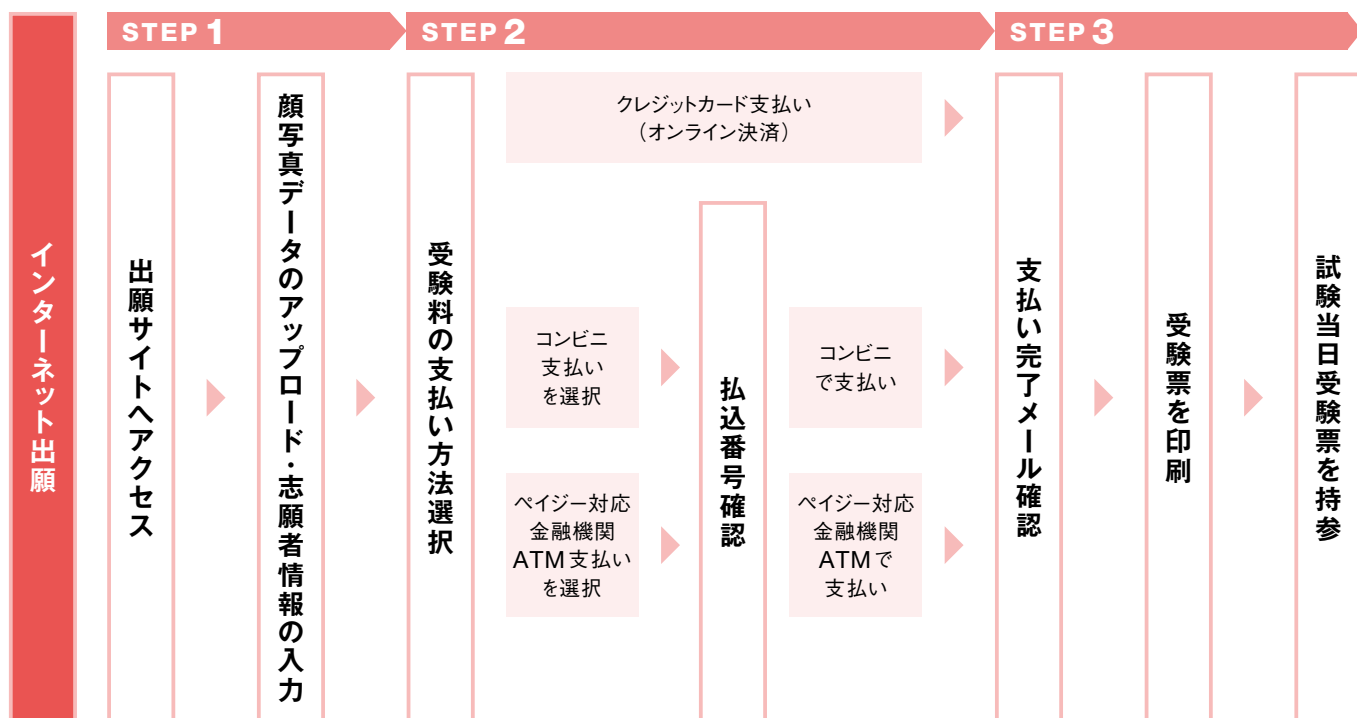 インターネット出願
STEP 1
STEP 2
STEP 3
出願サイトへアクセス
顔写真データのアップロード・志願者情報の入力
受験料の支払い方法選択
クレジットカード支払い
（オンライン決済）
コンビニ
支払い
を選択
ペイジー対応
金融機関
ATM支払い
を選択
払込番号確認
コンビニ
で支払い
ペイジー対応
金融機関
ATMで
支払い
支払い完了メール確認
受験票を印刷
試験当日受験票を持参